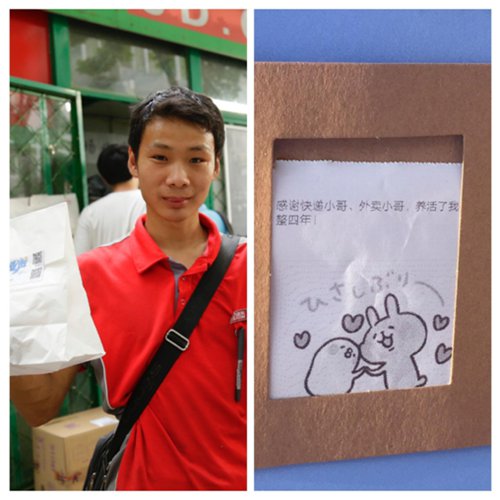 感谢快递小哥、外卖小哥，养活了我
整四年！
ひさしぶり